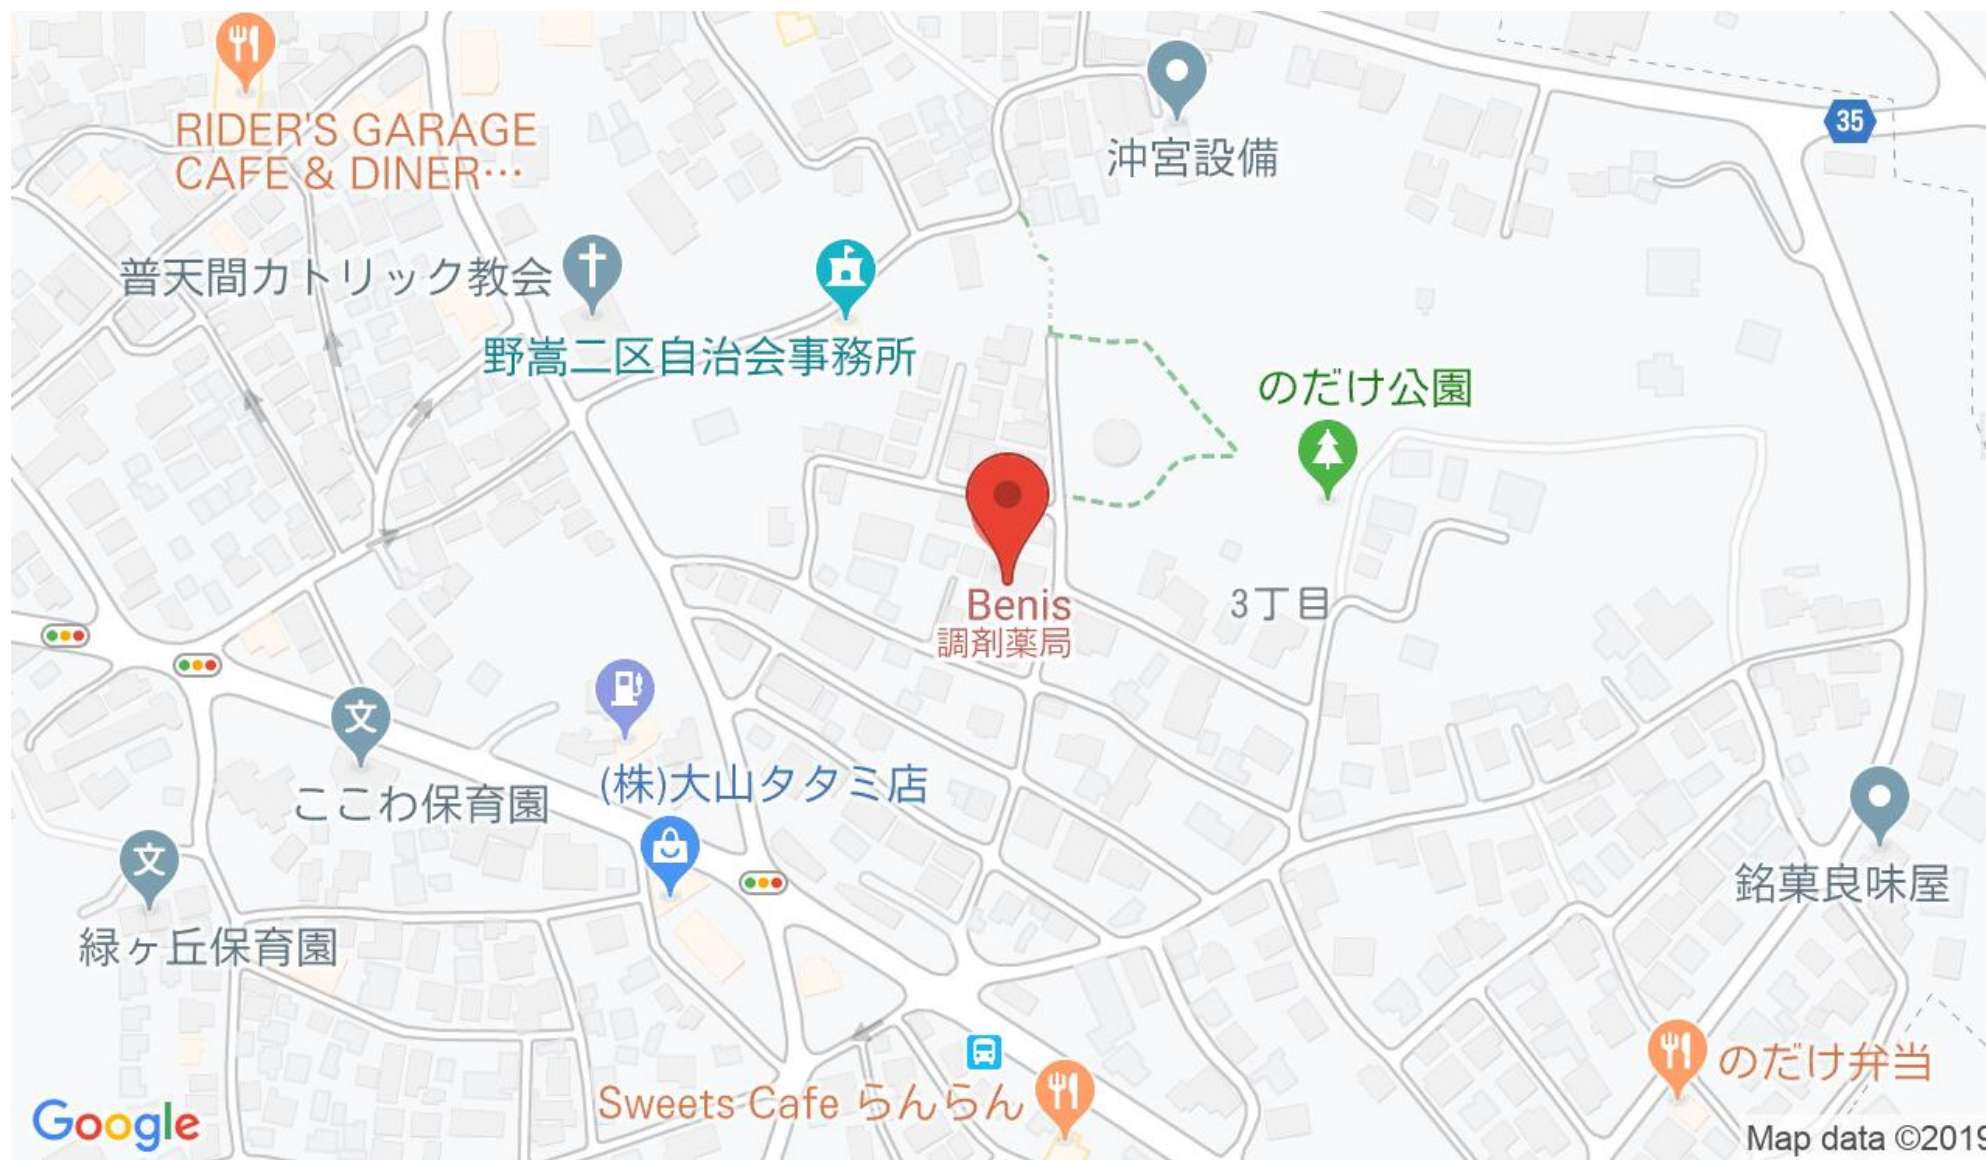 RIDER'S GARAGE
CAFE & DINER…
沖宮設備
35
普天間カトリック教会
野嵩二区自治会事務所
のだけ公園
Benis
調剤薬局
3丁目
文
ここわ保育園
(株)大山タタミ店
文
緑ヶ丘保育園
銘菓良味屋
のだけ弁当
Sweets Cafe らんらん
Google
Map data ©2019